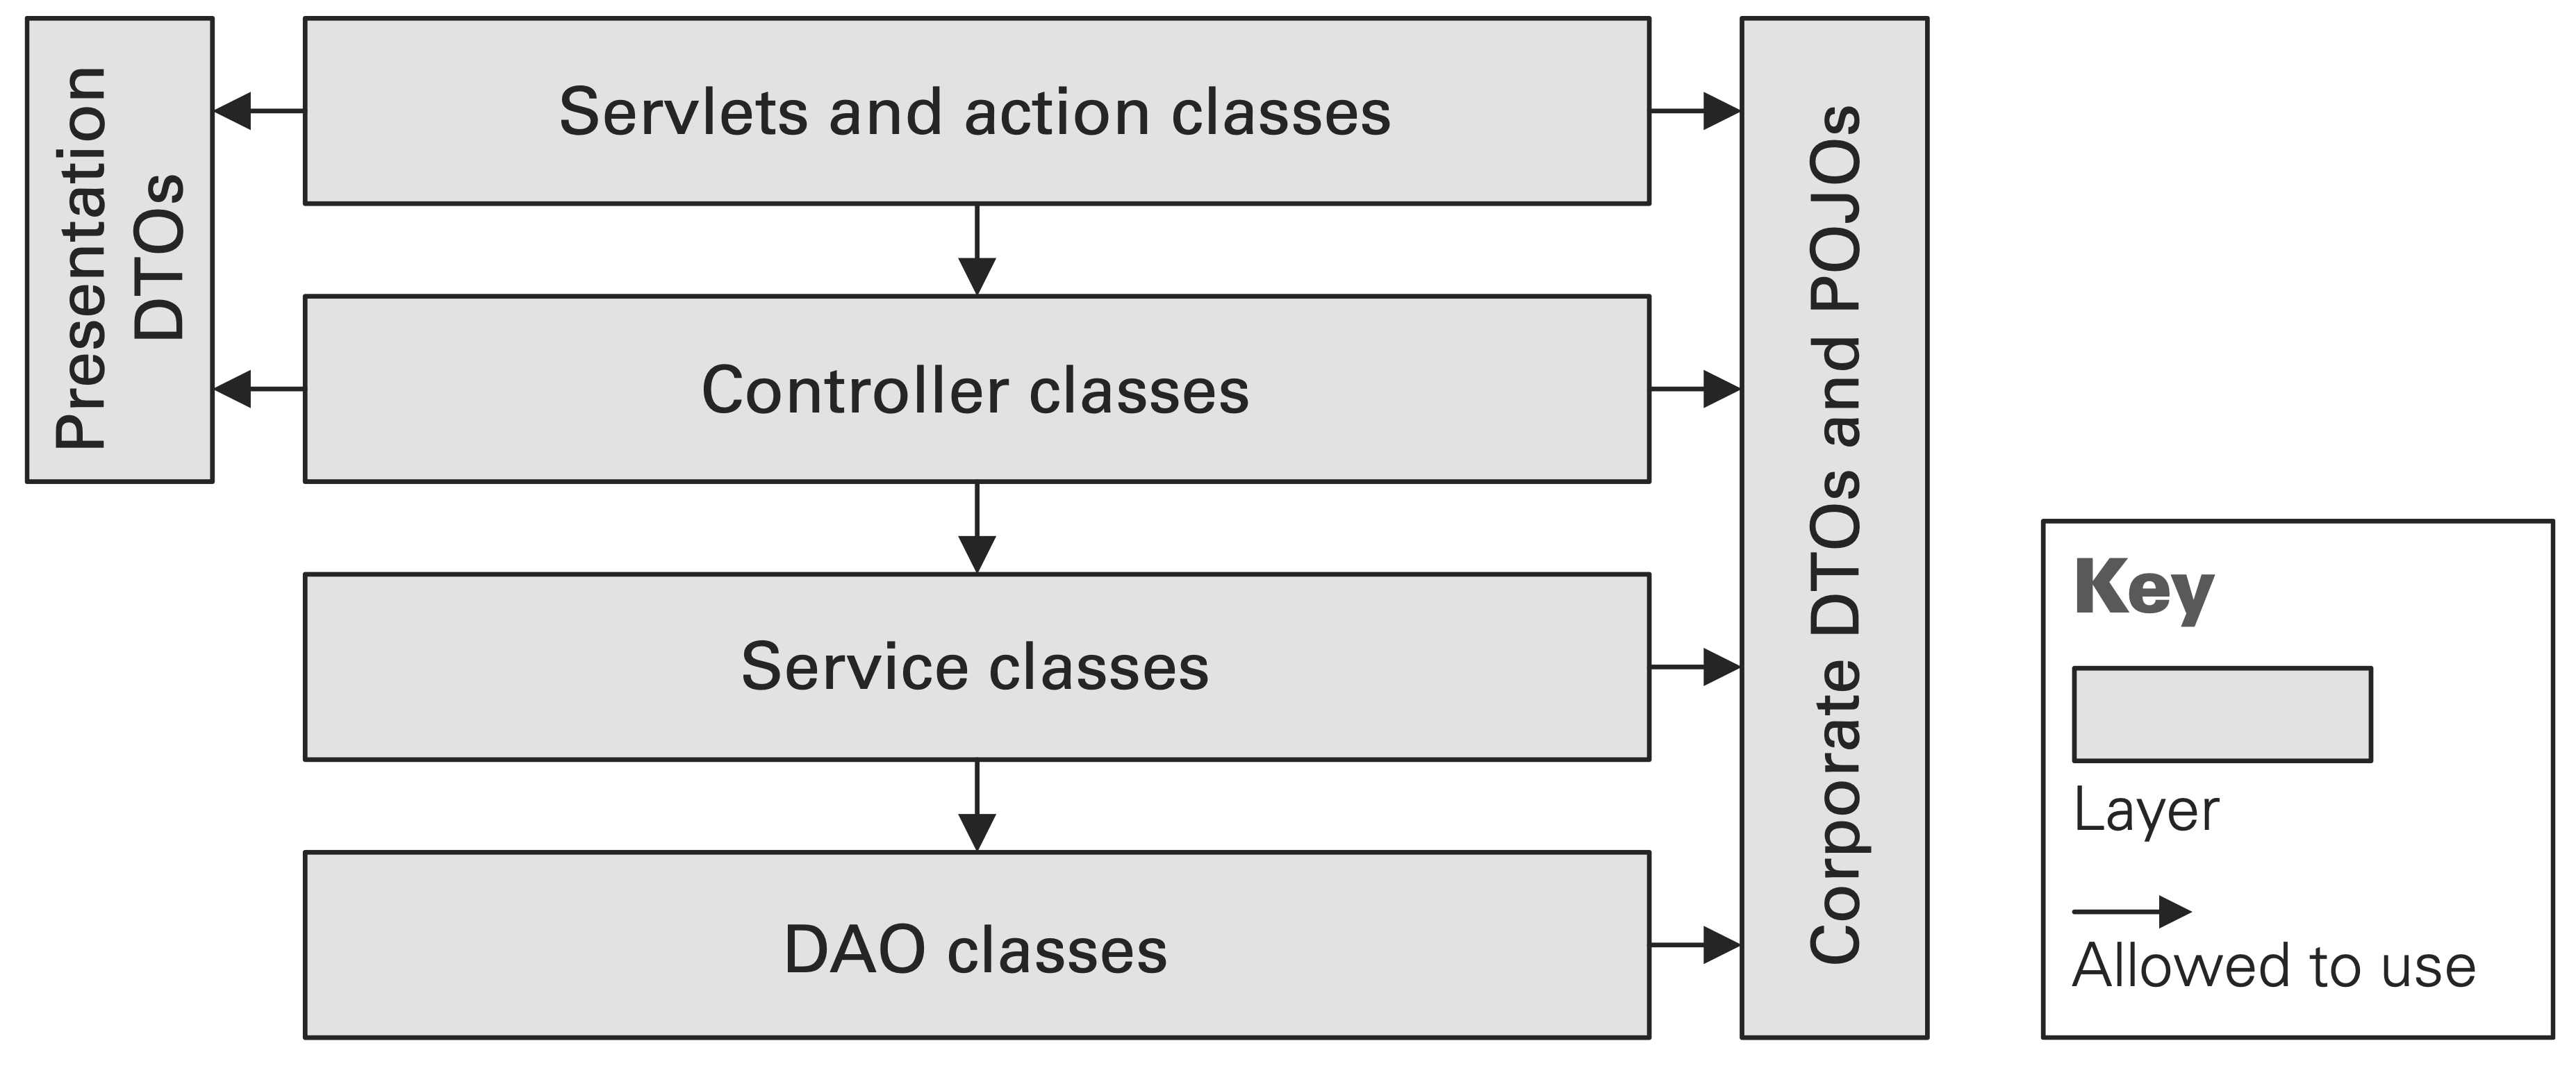 Presentation
DTOs
Servlets and action classes
Controller classes
Service classes
DAO classes
Corporate DTOs and POJOs
Key
Layer
Allowed to use